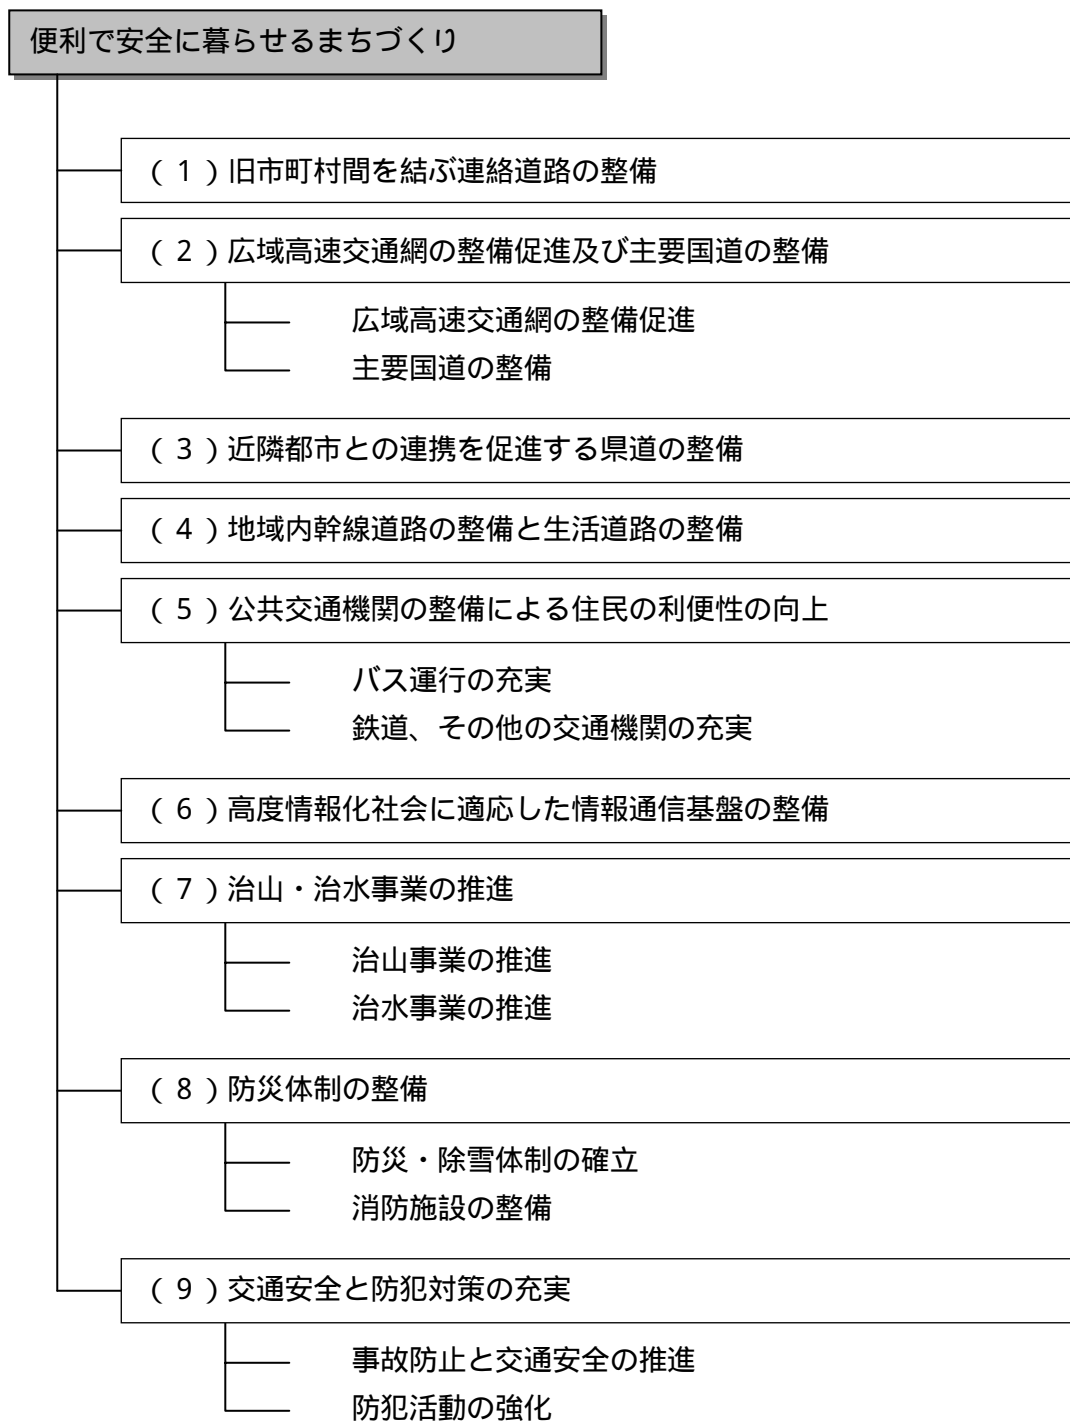 便利で安全に暮らせるまちづくり
(1)旧市町村間を結ぶ連絡道路の整備
(2)広域高速交通網の整備促進及び主要国道の整備
広域高速交通網の整備促進
主要国道の整備
(3)近隣都市との連携を促進する県道の整備
(4)地域内幹線道路の整備と生活道路の整備
(5)公共交通機関の整備による住民の利便性の向上
バス運行の充実
鉄道、その他の交通機関の充実
(6)高度情報化社会に適応した情報通信基盤の整備
(7)治山・治水事業の推進
治山事業の推進
治水事業の推進
(8)防災体制の整備
防災・除雪体制の確立
消防施設の整備
(9)交通安全と防犯対策の充実
事故防止と交通安全の推進
防犯活動の強化